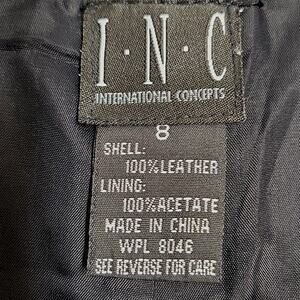 I·N·C
INTERNATIONAL CONCEPTS
8
SHELL:
100%LEATHER
LINING:
100%ACETATE
MADE IN CHINA
WPL 8046
SEE REVERSE FOR CARE